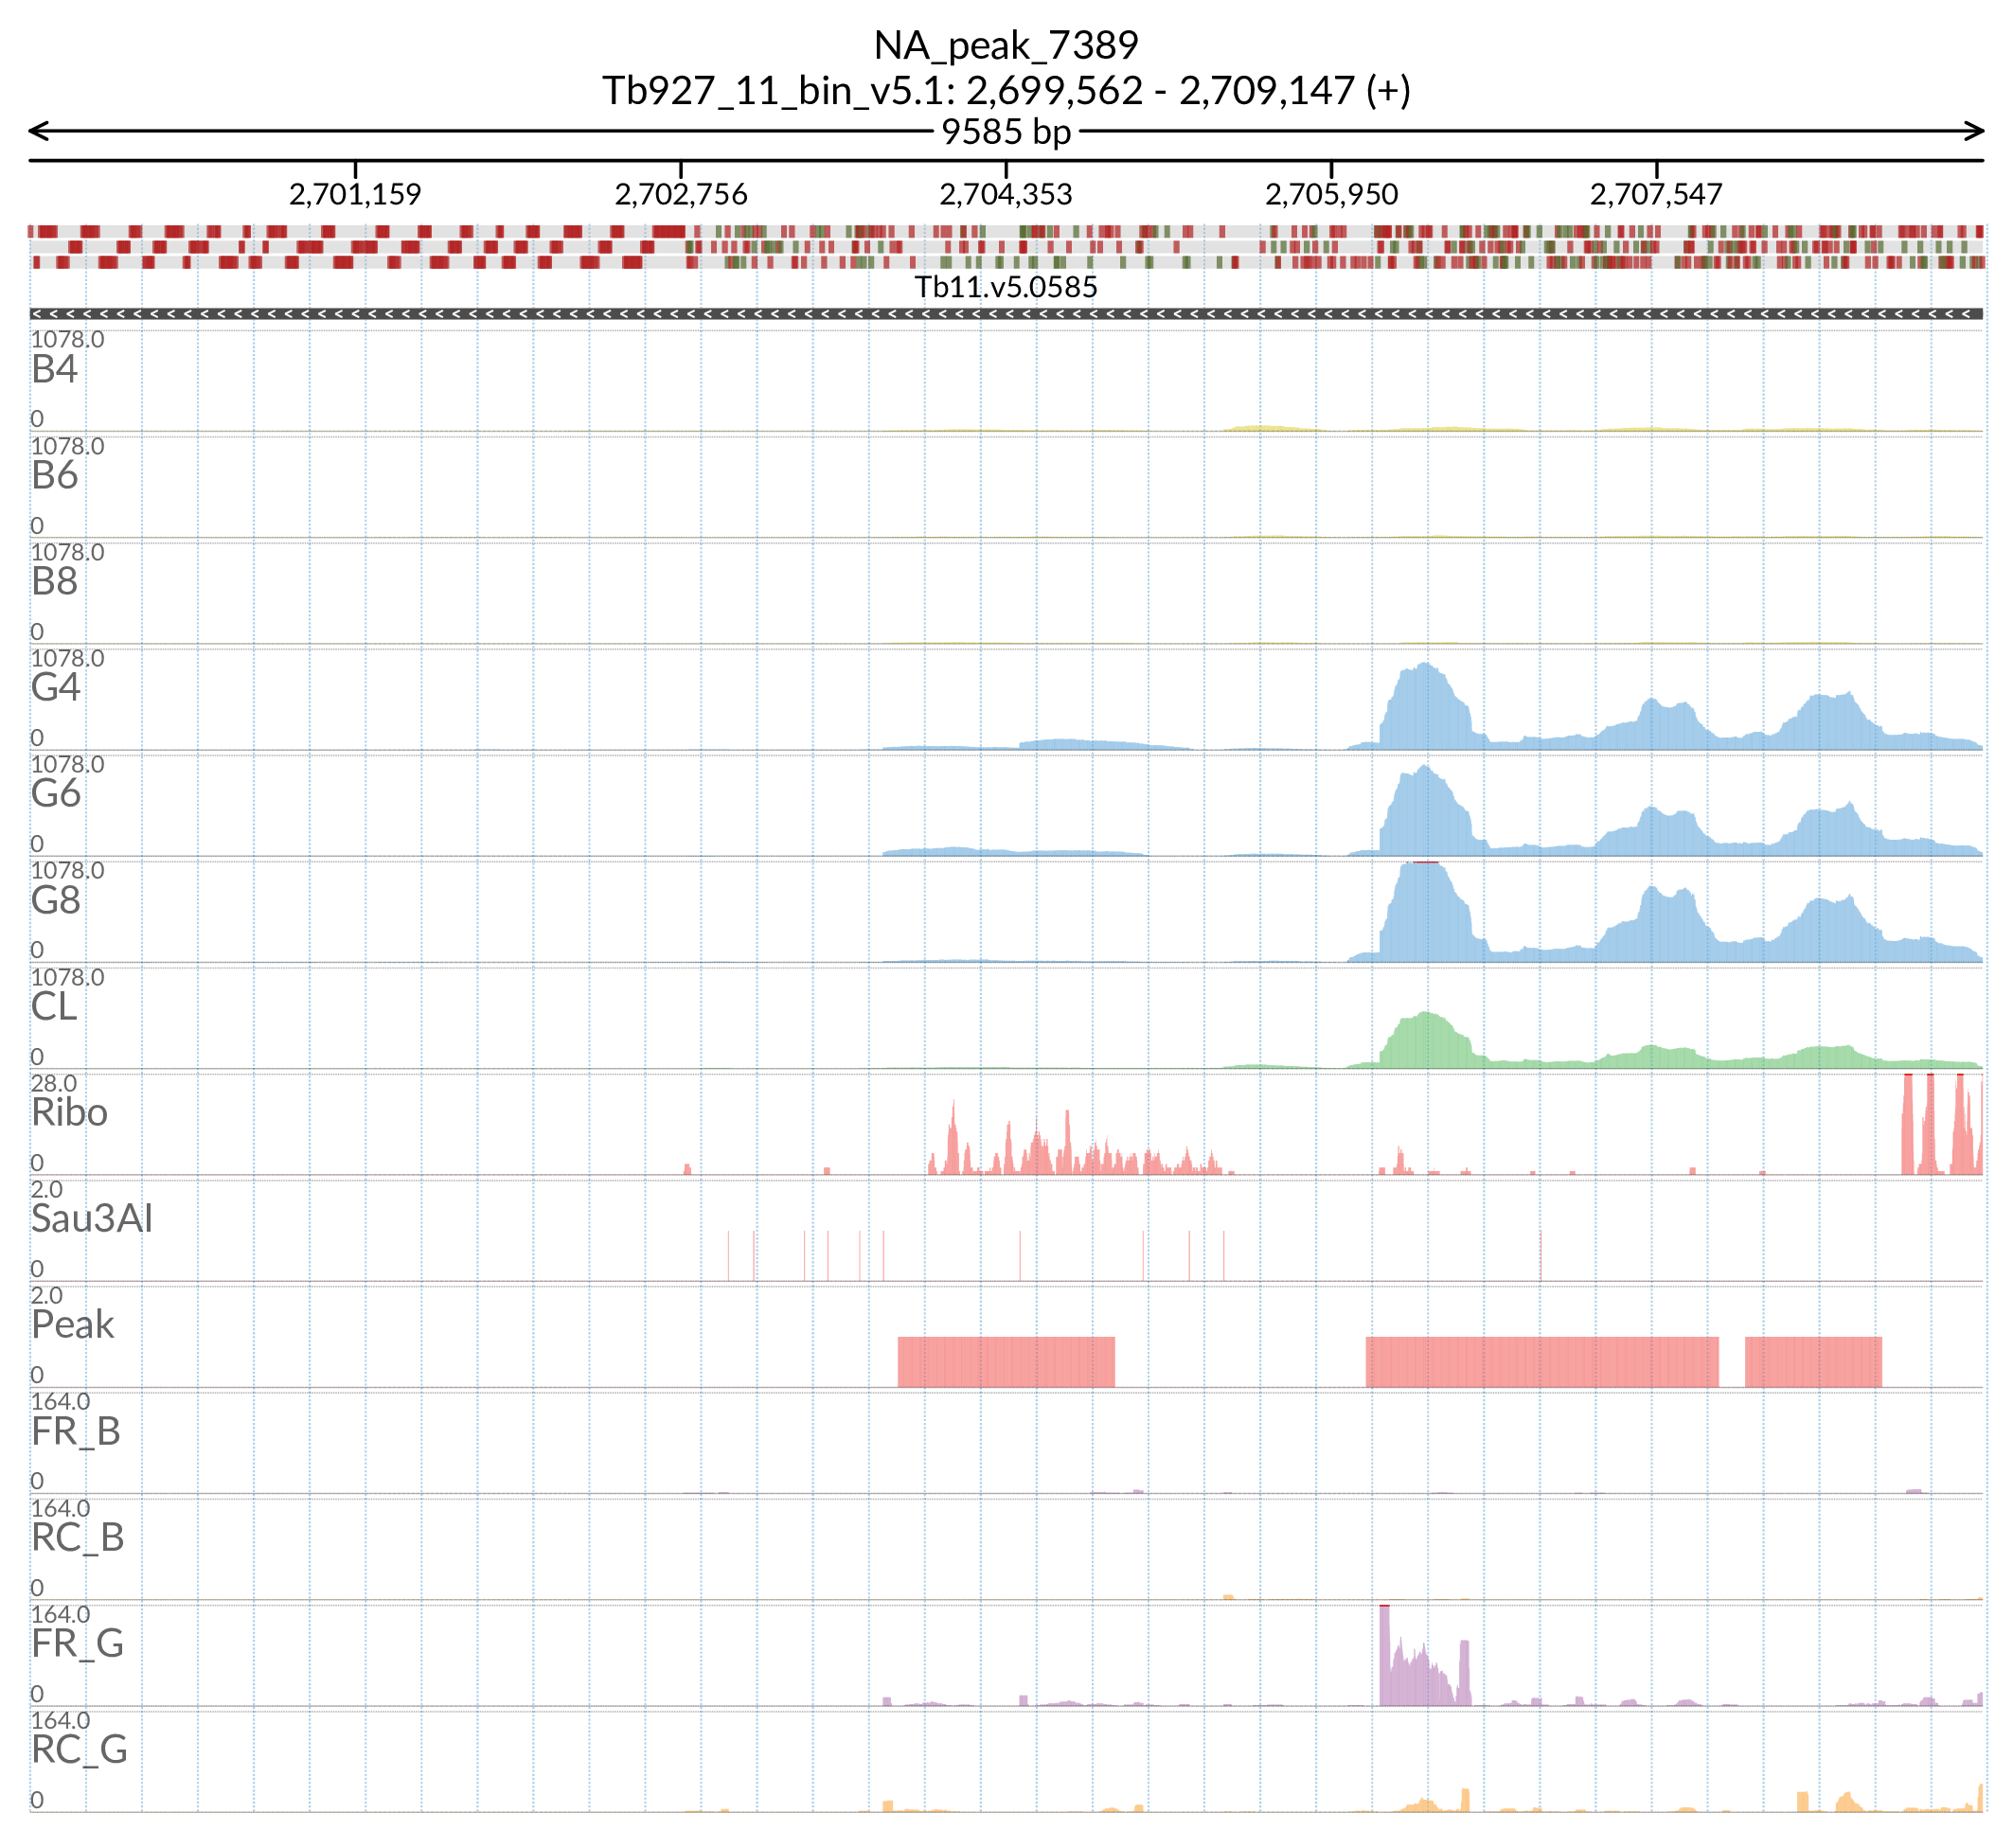 NA_peak_7389
Tb927_11_bin_v5.1: 2,699,562 - 2,709,147 (+)
9585 bp
2,701,159 2,702,756 2,704,353 2,705,950 2,707,547
Tb11.v5.0585
1078.0
B4
0
1078.0
B6
0
1078.0
B8
0
1078.0
G4
0
1078.0
G6
0
1078.0
G8
0
1078.0
CL
0
28.0
Ribo
0
2.0
Sau3AI
0
2.0
Peak
0
164.0
FR_B
0
164.0
RC_B
0
164.0
FR_G
0
164.0
RC_G
0